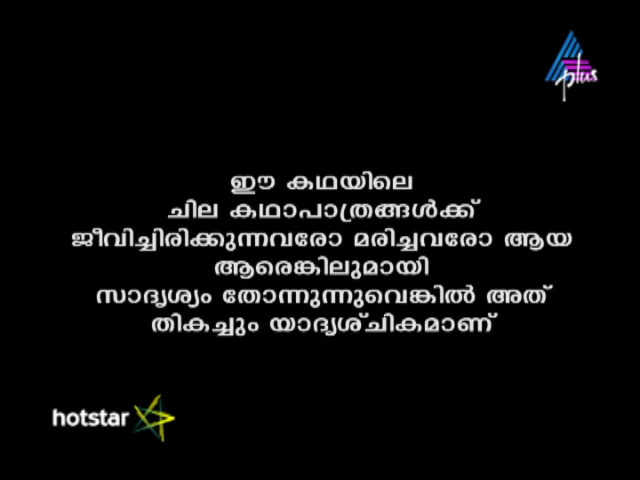 plus
ഈ കഥയിലെ
ചില കഥാപാത്രങ്ങൾക്ക്
ജീവിച്ചിരിക്കുന്നവരോ മരിച്ചവരോ ആയ
ആരെങ്കിലുമായി
സാദൃശ്യം തോന്നുന്നുവെങ്കിൽ അത്
തികച്ചും യാദൃശ്ചികമാണ്
hotstar